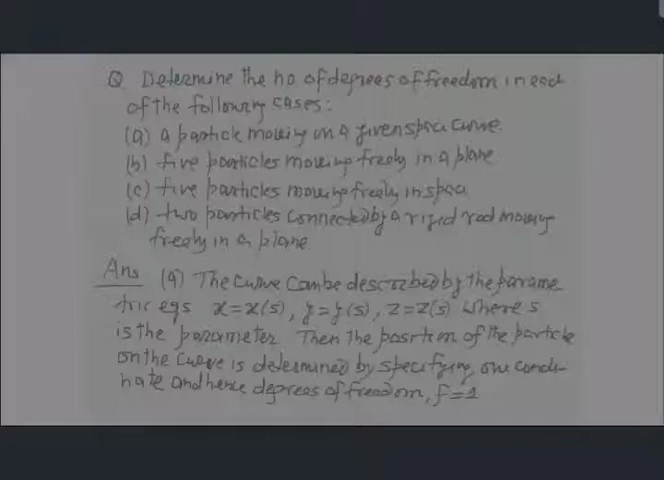 Q Determine the no. of degrees of freedom in each
of the following cases:
(a) a particle moving on a given space curve.
(b) five particles moving freely in a plane
(c) five particles moving freely in space
(d) two particles connected by a rigid rod moving
freely in a plane
Ans (a) The curve can be described by the parame
tric eqs x=x(s), y=y(s), z=z(s) where s
is the parameter. Then the position of the particle
on the curve is determined by specifying one coordi-
nate and hence degrees of freedom, f=1